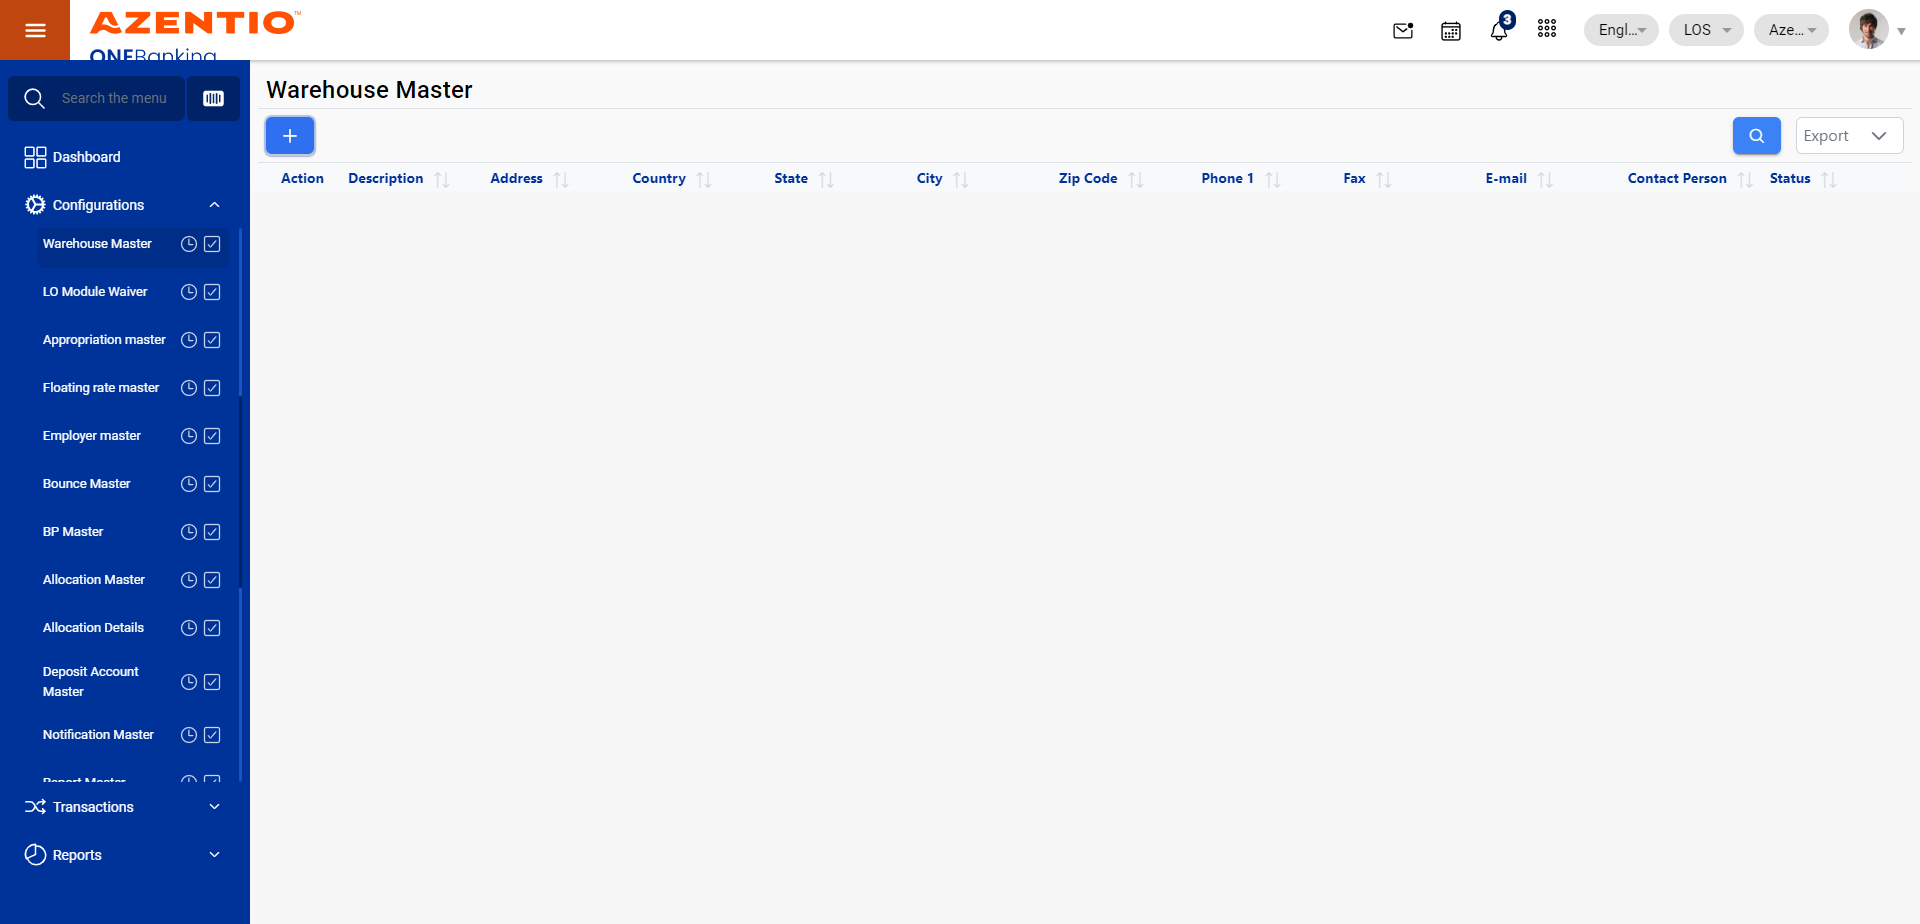 AZENTIO™
ONEBanking
3
Engl...
LOS
Aze...
Search the menu
Dashboard
Configurations
Warehouse Master
LO Module Waiver
Appropriation master
Floating rate master
Employer master
Bounce Master
BP Master
Allocation Master
Allocation Details
Deposit Account
Master
Notification Master
Report Master
Transactions
Reports
Warehouse Master
Export
Action Description Address Country State City Zip Code Phone 1 Fax E-mail Contact Person Status